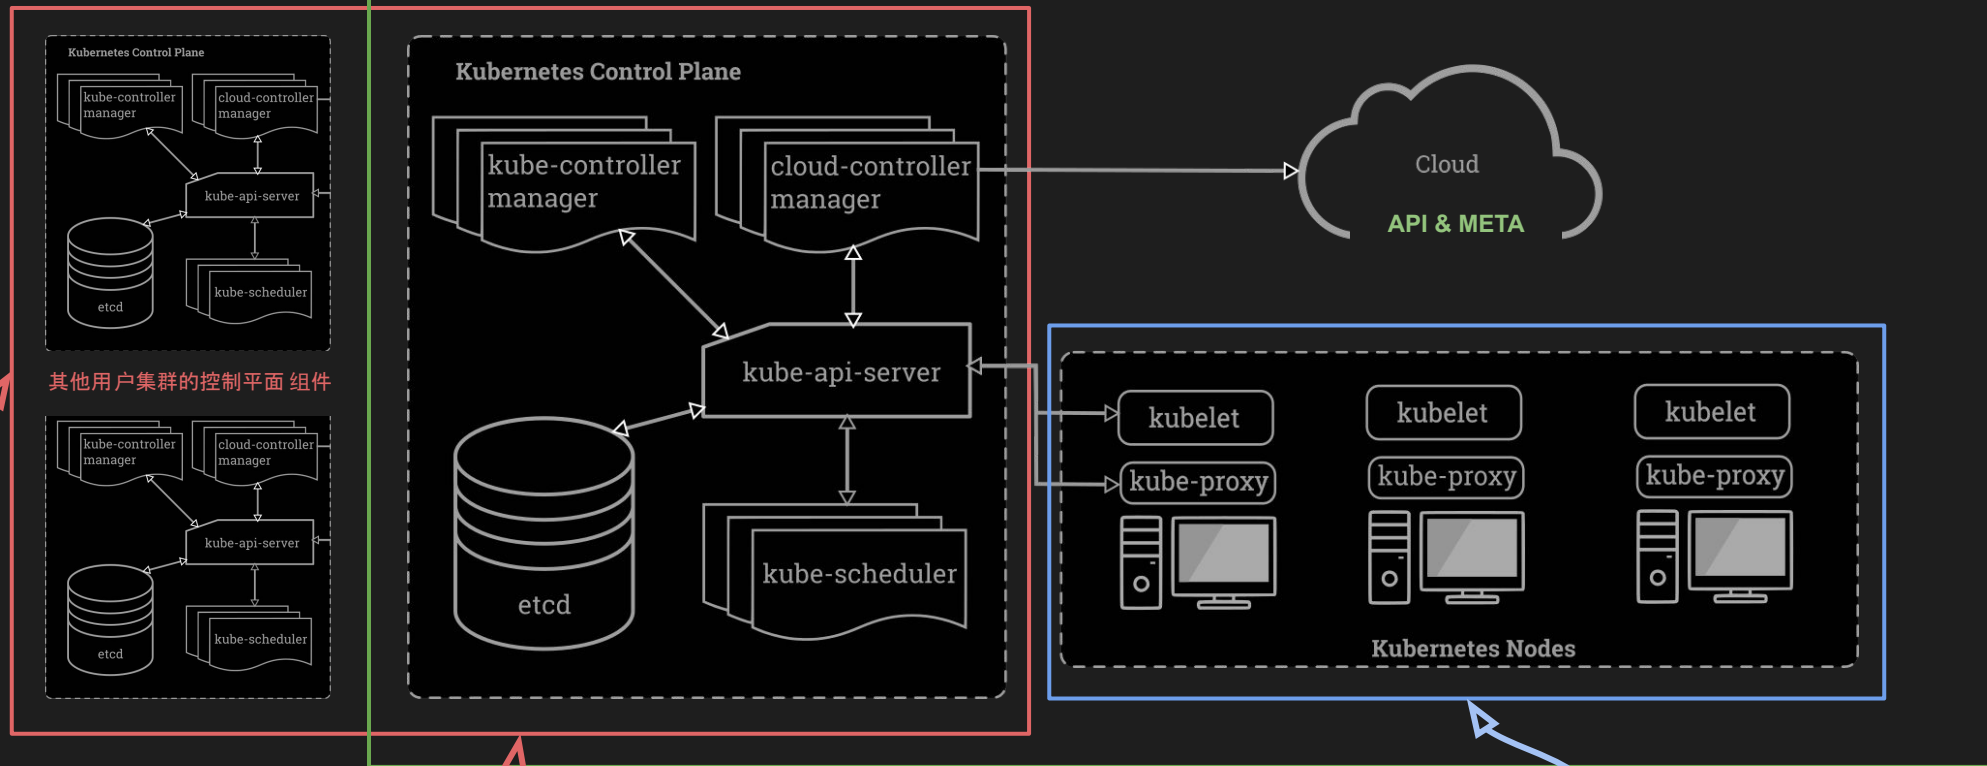 Kubernetes Control Plane
kube-controller
manager
cloud-controller
manager
kube-api-server
etcd
kube-scheduler
其他用户集群的控制平面 组件
kube-controller
manager
cloud-controller
manager
kube-api-server
etcd
kube-scheduler
Kubernetes Control Plane
kube-controller
manager
cloud-controller
manager
kube-api-server
etcd
kube-scheduler
Cloud
API & META
kubelet
kubelet
kubelet
kube-proxy
kube-proxy
kube-proxy
Kubernetes Nodes